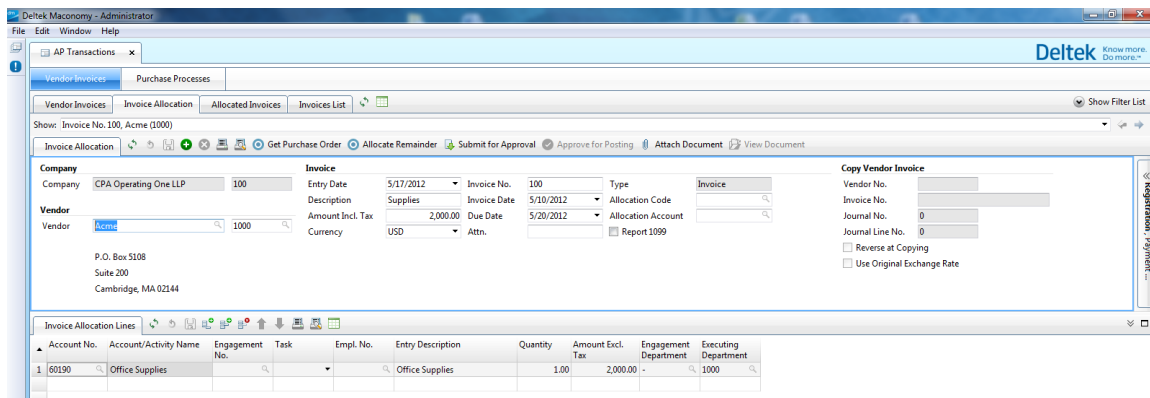 Deltek Maconomy - Administrator
File Edit Window Help
AP Transactions x
Deltek Know more. Do more.™
Vendor Invoices Purchase Processes
Vendor Invoices Invoice Allocation Allocated Invoices Invoices List Show Filter List
Show: Invoice No. 100, Acme (1000)
Invoice Allocation Get Purchase Order Allocate Remainder Submit for Approval Approve for Posting Attach Document View Document
Company Invoice Copy Vendor Invoice
Company CPA Operating One LLP 100 Entry Date 5/17/2012 Invoice No. 100 Type Invoice Vendor No.
Description Supplies Invoice Date 5/10/2012 Allocation Code Invoice No.
Vendor Amount Incl. Tax 2,000.00 Due Date 5/20/2012 Allocation Account Journal No. 0
Vendor Acme 1000 Currency USD Attn. Report 1099 Journal Line No. 0
Reverse at Copying
P.O. Box 5108 Use Original Exchange Rate
Suite 200
Cambridge, MA 02144
Registration, Payment ...
Invoice Allocation Lines
Account No. Account/Activity Name Engagement No. Task Empl. No. Entry Description Quantity Amount Excl. Tax Engagement Department Executing Department
1 60190 Office Supplies Office Supplies 1.00 2,000.00 - 1000